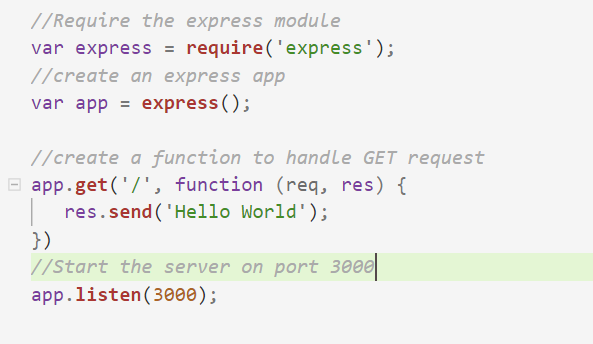 //Require the express module
var express = require('express');
//create an express app
var app = express();
//create a function to handle GET request
app.get('/', function (req, res) {
res.send('Hello World');
})
//Start the server on port 3000
app.listen(3000);